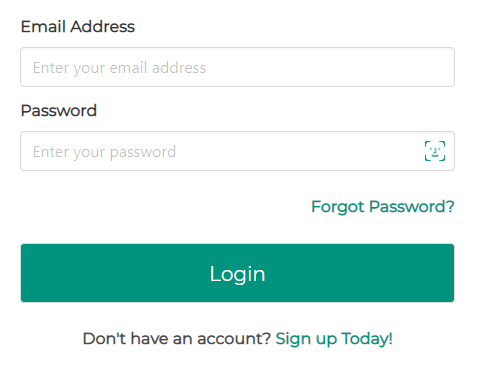 Email Address
Enter your email address
Password
Enter your password
Forgot Password?
Login
Don't have an account? Sign up Today!